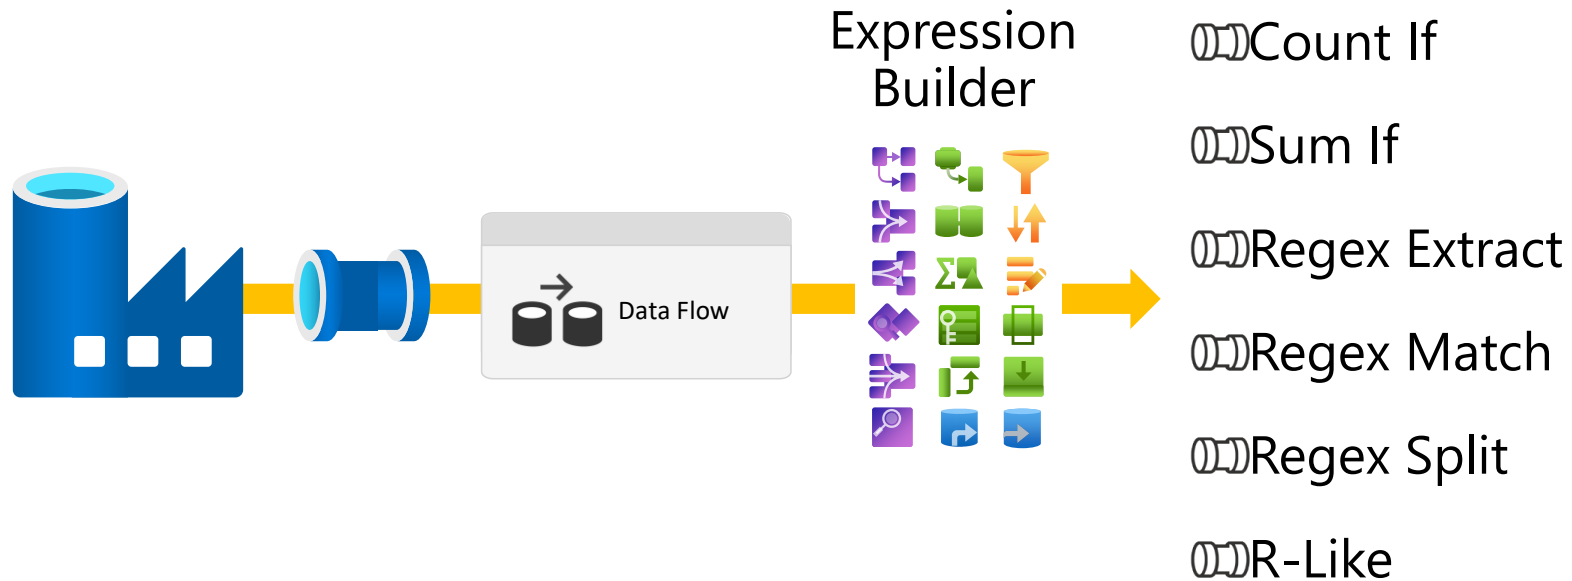 Expression
Builder
Data Flow
Count If
Sum If
Regex Extract
Regex Match
Regex Split
R-Like